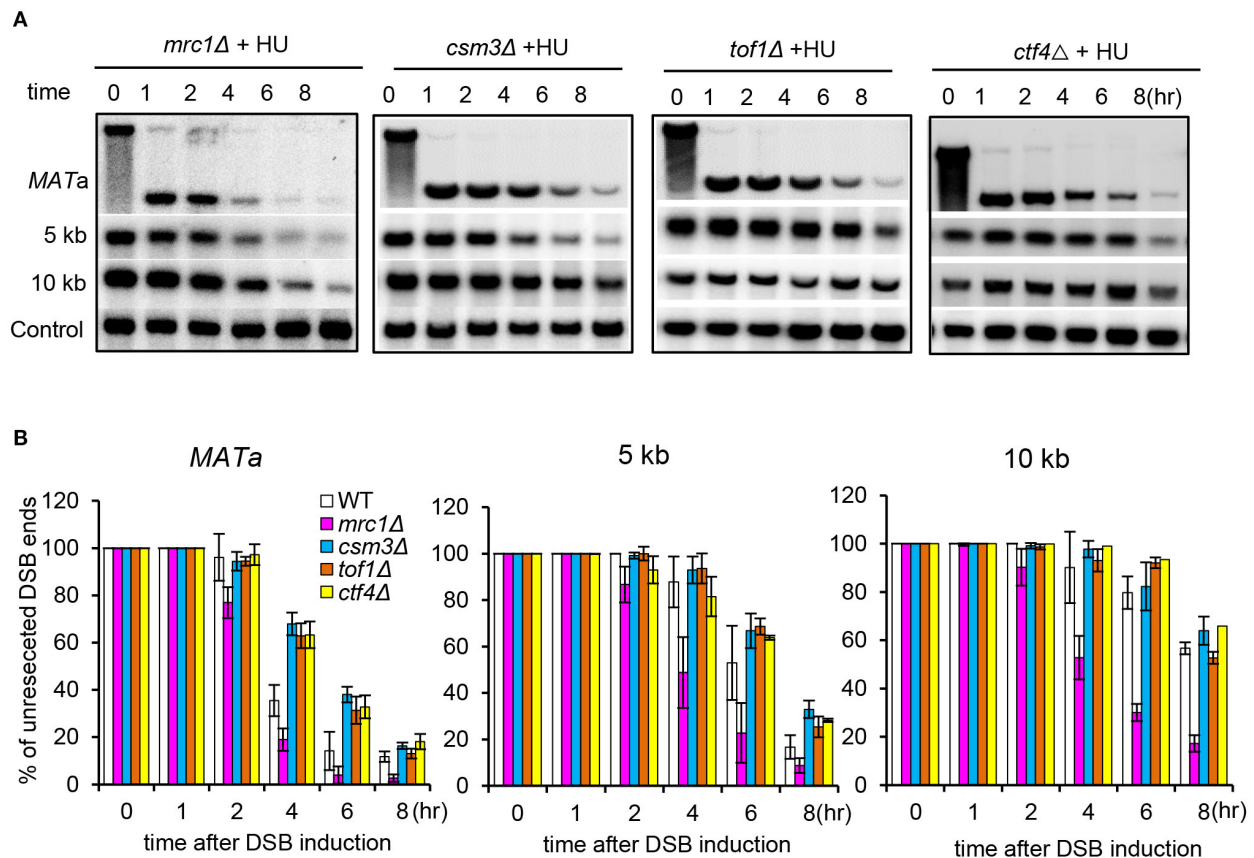 A
mrc1Δ + HU csm3Δ +HU tof1Δ +HU ctf4△ + HU
time 0 1 2 4 6 8 0 1 2 4 6 8 0 1 2 4 6 8 0 1 2 4 6 8(hr)
MATa
5 kb
10 kb
Control
B
MATa 5 kb 10 kb
% of unreseceted DSB ends
120
100
80
60
40
20
0
WT
mrc1Δ
csm3Δ
tof1Δ
ctf4Δ
0 1 2 4 6 8(hr)
time after DSB induction
120
100
80
60
40
20
0
0 1 2 4 6 8(hr)
time after DSB induction
120
100
80
60
40
20
0
0 1 2 4 6 8(hr)
time after DSB induction